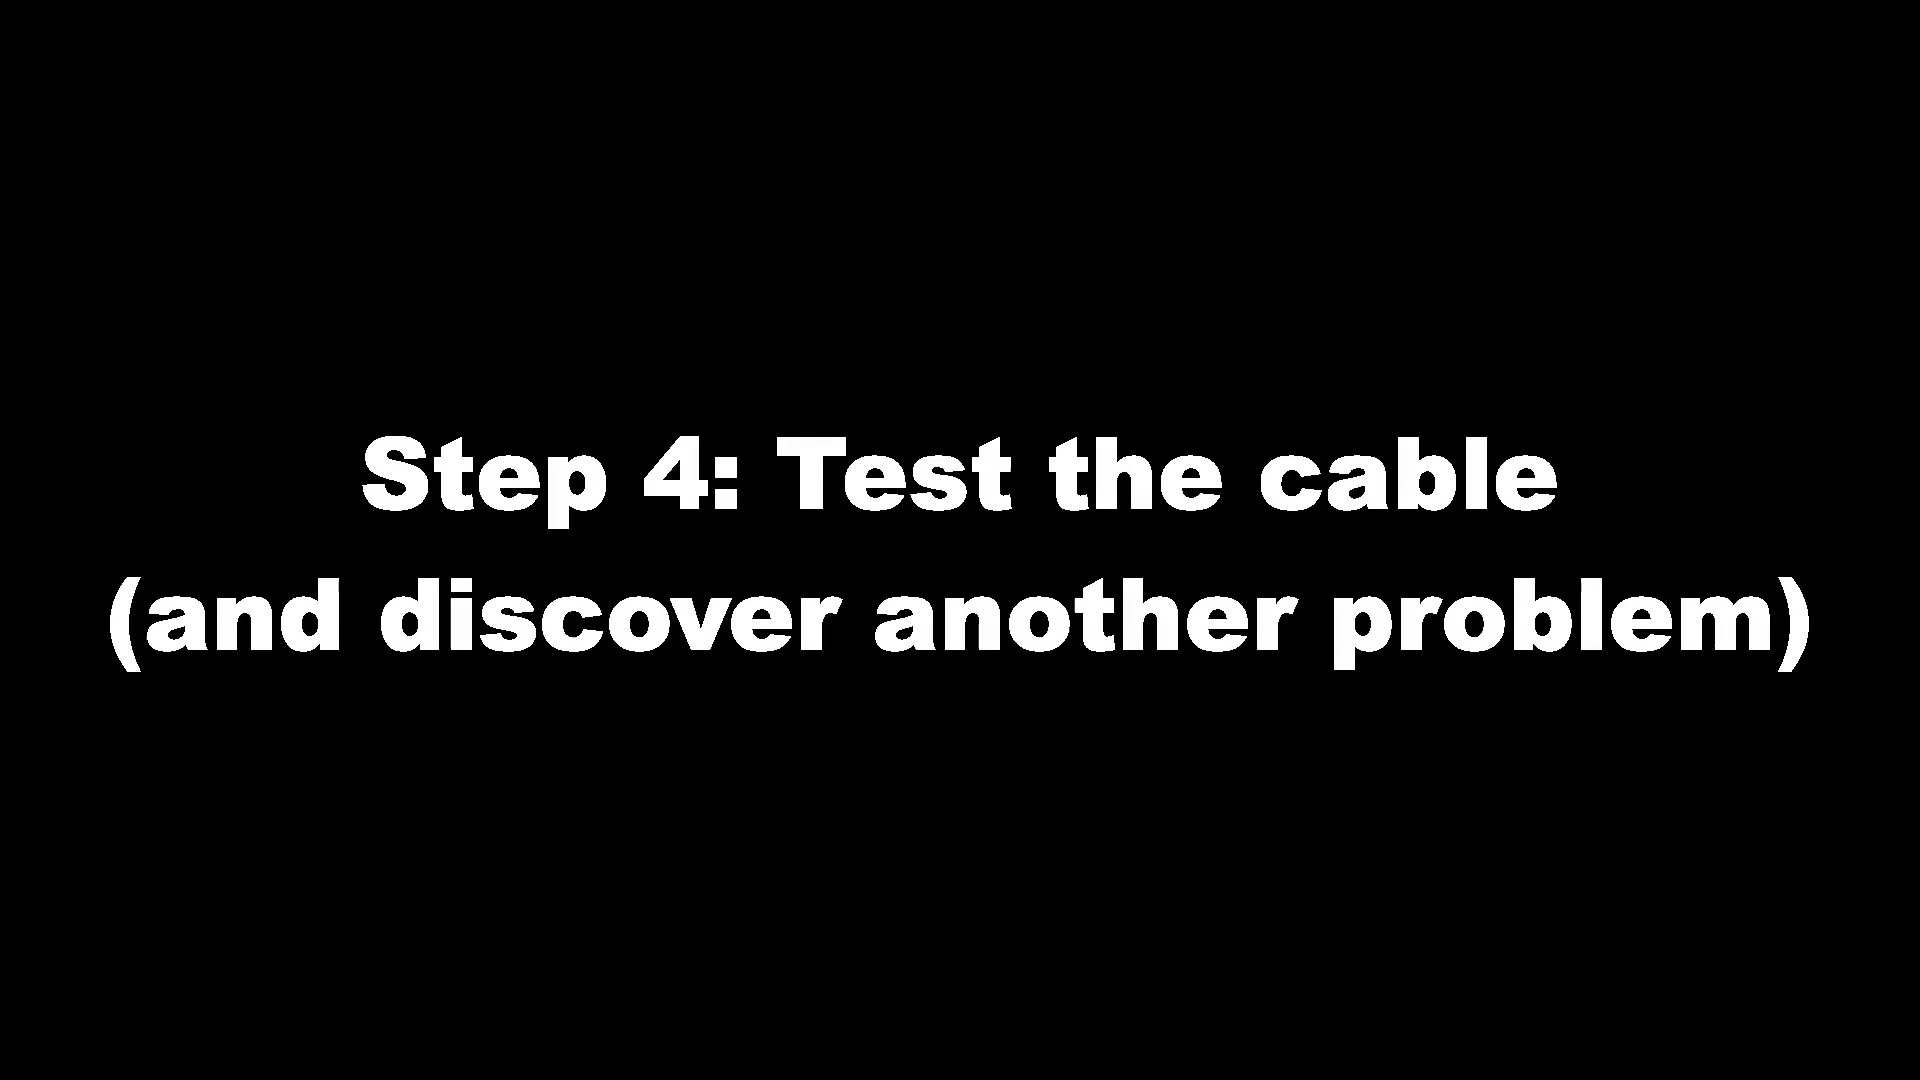 Step 4: Test the cable
(and discover another problem)